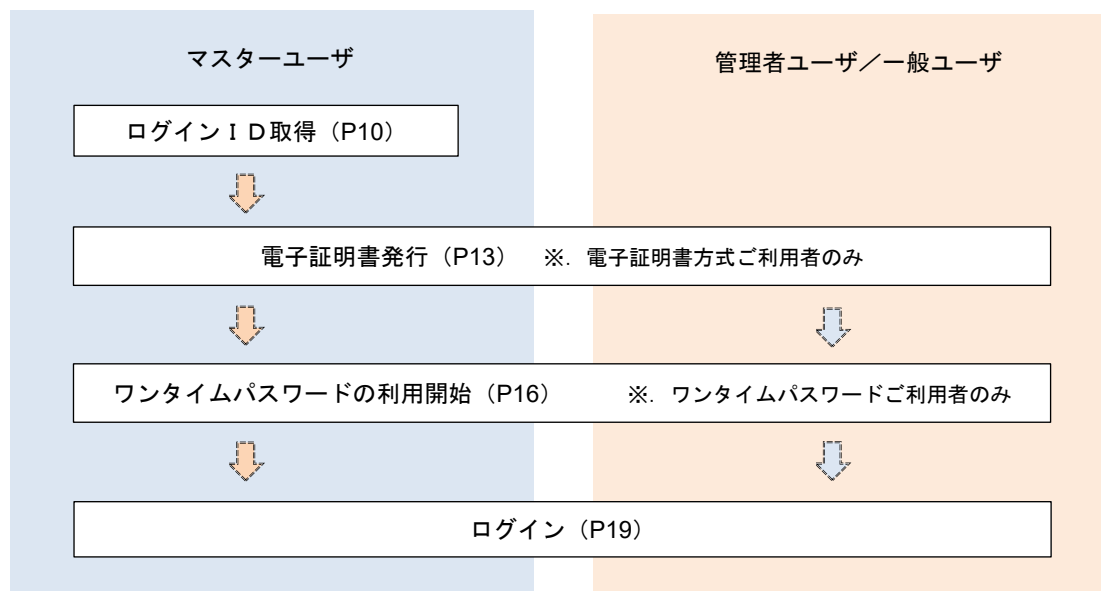 マスターユーザ
管理者ユーザ／一般ユーザ
ログインＩＤ取得（P10）
電子証明書発行（P13）　※．電子証明書方式ご利用者のみ
ワンタイムパスワードの利用開始（P16）　※．ワンタイムパスワードご利用者のみ
ログイン（P19）